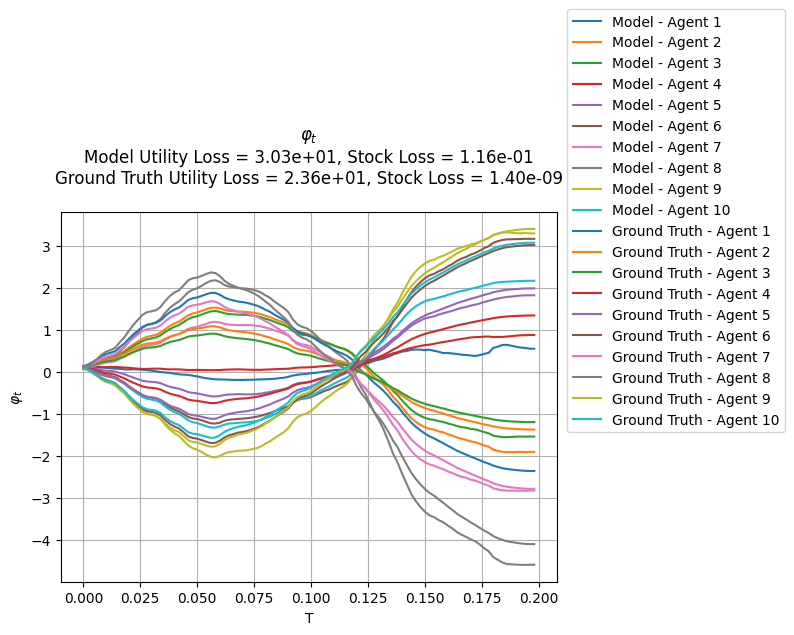 φₜ
Model Utility Loss = 3.03e+01, Stock Loss = 1.16e-01
Ground Truth Utility Loss = 2.36e+01, Stock Loss = 1.40e-09
φₜ
3
2
1
0
−1
−2
−3
−4
0.000 0.025 0.050 0.075 0.100 0.125 0.150 0.175 0.200
T
Model - Agent 1
Model - Agent 2
Model - Agent 3
Model - Agent 4
Model - Agent 5
Model - Agent 6
Model - Agent 7
Model - Agent 8
Model - Agent 9
Model - Agent 10
Ground Truth - Agent 1
Ground Truth - Agent 2
Ground Truth - Agent 3
Ground Truth - Agent 4
Ground Truth - Agent 5
Ground Truth - Agent 6
Ground Truth - Agent 7
Ground Truth - Agent 8
Ground Truth - Agent 9
Ground Truth - Agent 10